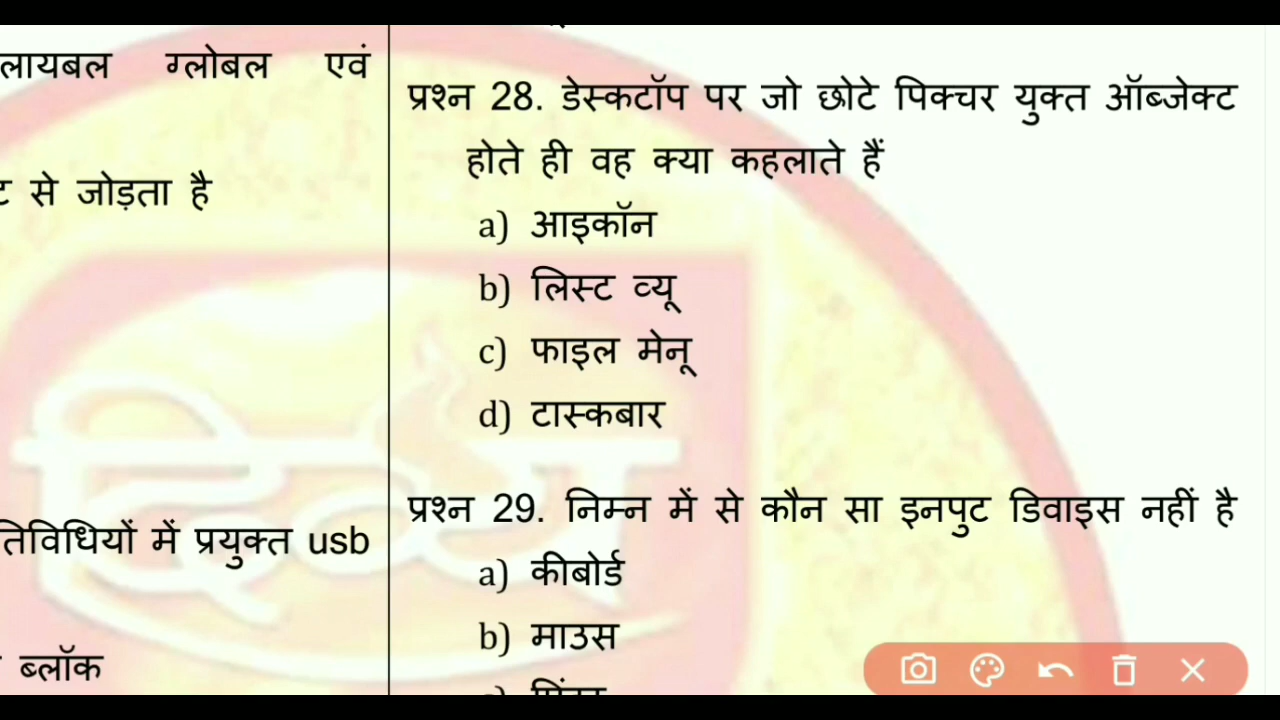 लायबल ग्लोबल एवं
से जोड़ता है
तिविधियों में प्रयुक्त usb
ब्लॉक
प्रश्न 28. डेस्कटॉप पर जो छोटे पिक्चर युक्त ऑब्जेक्ट
होते ही वह क्या कहलाते हैं
a) आइकॉन
b) लिस्ट व्यू
c) फाइल मेनू
d) टास्कबार
प्रश्न 29. निम्न में से कौन सा इनपुट डिवाइस नहीं है
a) कीबोर्ड
b) माउस